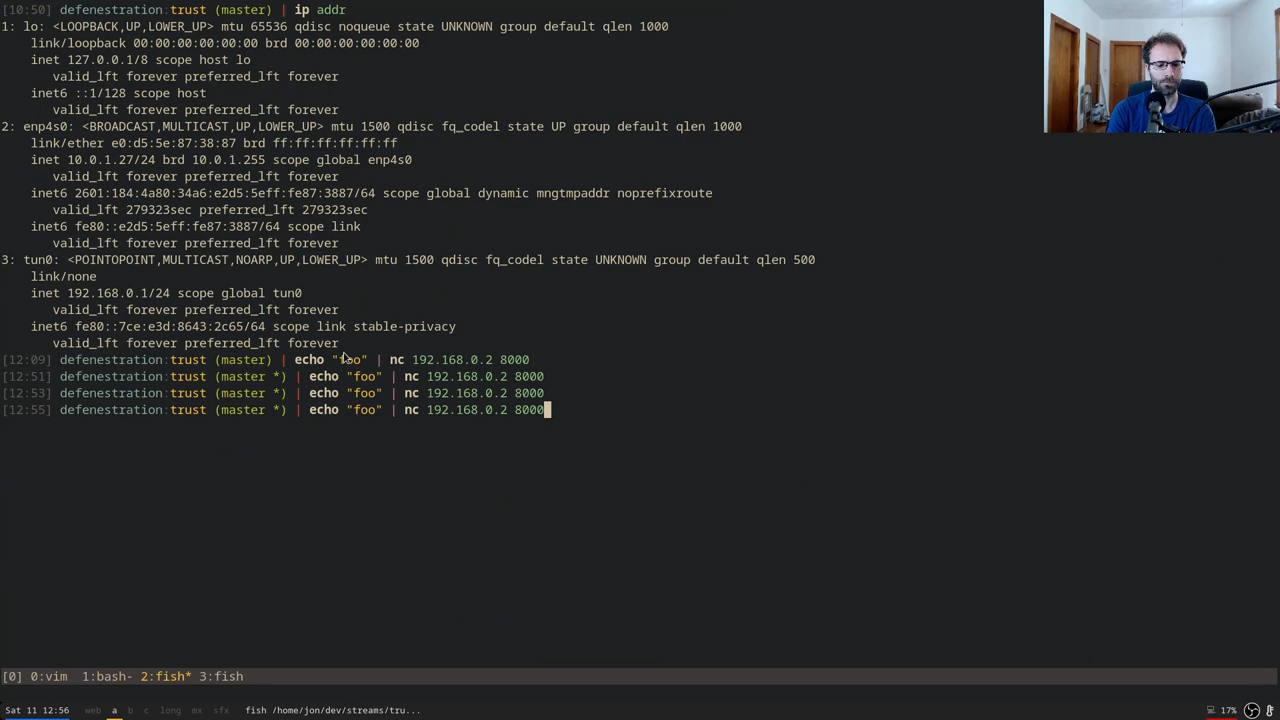 [10:50] defenestration:trust (master) | ip addr
1: lo: <LOOPBACK,UP,LOWER_UP> mtu 65536 qdisc noqueue state UNKNOWN group default qlen 1000
link/loopback 00:00:00:00:00:00 brd 00:00:00:00:00:00
inet 127.0.0.1/8 scope host lo
valid_lft forever preferred_lft forever
inet6 ::1/128 scope host
valid_lft forever preferred_lft forever
2: enp4s0: <BROADCAST,MULTICAST,UP,LOWER_UP> mtu 1500 qdisc fq_codel state UP group default qlen 1000
link/ether e0:d5:5e:87:38:87 brd ff:ff:ff:ff:ff:ff
inet 10.0.1.27/24 brd 10.0.1.255 scope global enp4s0
valid_lft forever preferred_lft forever
inet6 2601:184:4a80:34a6:e2d5:5eff:fe87:3887/64 scope global dynamic mngtmpaddr noprefixroute
valid_lft 279323sec preferred_lft 279323sec
inet6 fe80::e2d5:5eff:fe87:3887/64 scope link
valid_lft forever preferred_lft forever
3: tun0: <POINTOPOINT,MULTICAST,NOARP,UP,LOWER_UP> mtu 1500 qdisc fq_codel state UNKNOWN group default qlen 500
link/none
inet 192.168.0.1/24 scope global tun0
valid_lft forever preferred_lft forever
inet6 fe80::7ce:e3d:8643:2c65/64 scope link stable-privacy
valid_lft forever preferred_lft forever
[12:09] defenestration:trust (master) | echo "foo" | nc 192.168.0.2 8000
[12:51] defenestration:trust (master *) | echo "foo" | nc 192.168.0.2 8000
[12:53] defenestration:trust (master *) | echo "foo" | nc 192.168.0.2 8000
[12:55] defenestration:trust (master *) | echo "foo" | nc 192.168.0.2 8000
[0] 0:vim 1:bash- 2:fish* 3:fish
Sat 11 12:56 web a b c long mx sfx fish /home/jon/dev/streams/tru... 17%